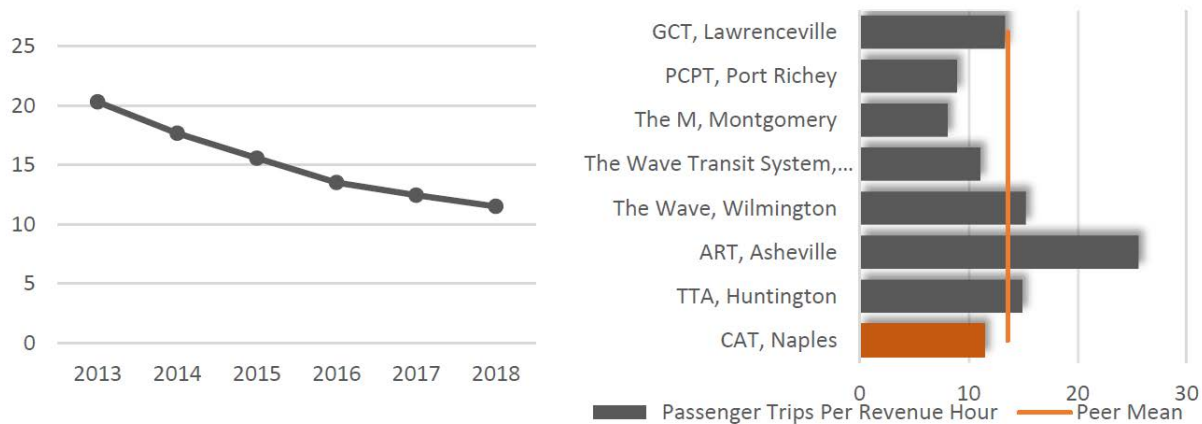 25
20
15
10
5
0
2013 2014 2015 2016 2017 2018
GCT, Lawrenceville
PCPT, Port Richey
The M, Montgomery
The Wave Transit System,...
The Wave, Wilmington
ART, Asheville
TTA, Huntington
CAT, Naples
0 10 20 30
Passenger Trips Per Revenue Hour Peer Mean